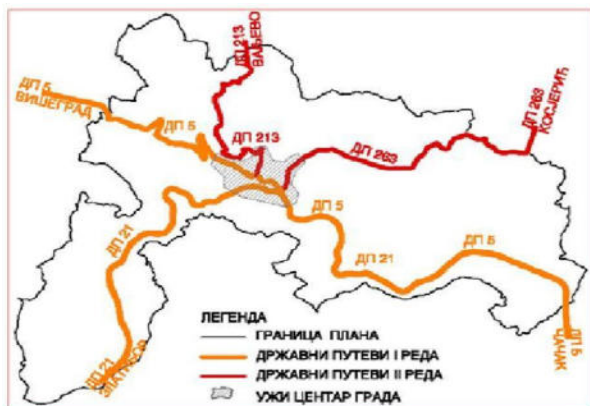 ДП 213
ВАЉЕВО
ДП 5
ВИШЕГРАД
ДП 5
ДП 213
ДП 263
КОСЈЕРИЋ
ДП 263
ДП 5
ДП 21
ДП 21
ДП 5
ДП 5
ЧАЧАК
ДП 21
ЗЛАТИБОР
ЛЕГЕНДА
ГРАНИЦА ПЛАНА
ДРЖАВНИ ПУТЕВИ I РЕДА
ДРЖАВНИ ПУТЕВИ II РЕДА
УЖИ ЦЕНТАР ГРАДА